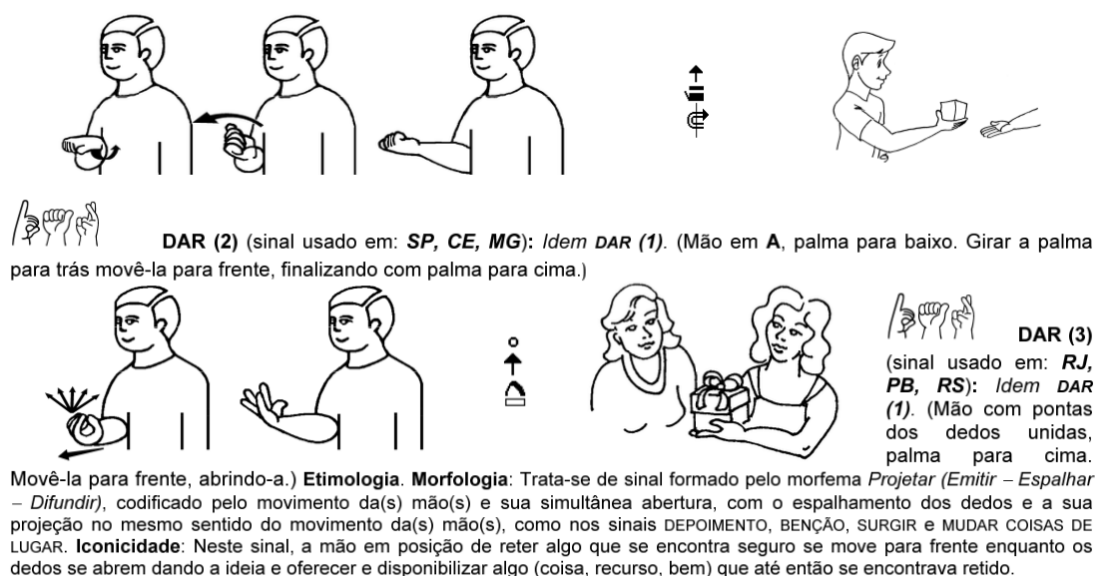 DAR (2) (sinal usado em: SP, CE, MG): Idem DAR (1). (Mão em A, palma para baixo. Girar a palma
para trás movê-la para frente, finalizando com palma para cima.)
DAR (3)
(sinal usado em: RJ,
PB, RS): Idem DAR
(1). (Mão com pontas
dos dedos unidas,
palma para cima.
Movê-la para frente, abrindo-a.) Etimologia. Morfologia: Trata-se de sinal formado pelo morfema Projetar (Emitir – Espalhar
– Difundir), codificado pelo movimento da(s) mão(s) e sua simultânea abertura, com o espalhamento dos dedos e a sua
projeção no mesmo sentido do movimento da(s) mão(s), como nos sinais DEPOIMENTO, BENÇÃO, SURGIR e MUDAR COISAS DE
LUGAR. Iconicidade: Neste sinal, a mão em posição de reter algo que se encontra seguro se move para frente enquanto os
dedos se abrem dando a ideia e oferecer e disponibilizar algo (coisa, recurso, bem) que até então se encontrava retido.